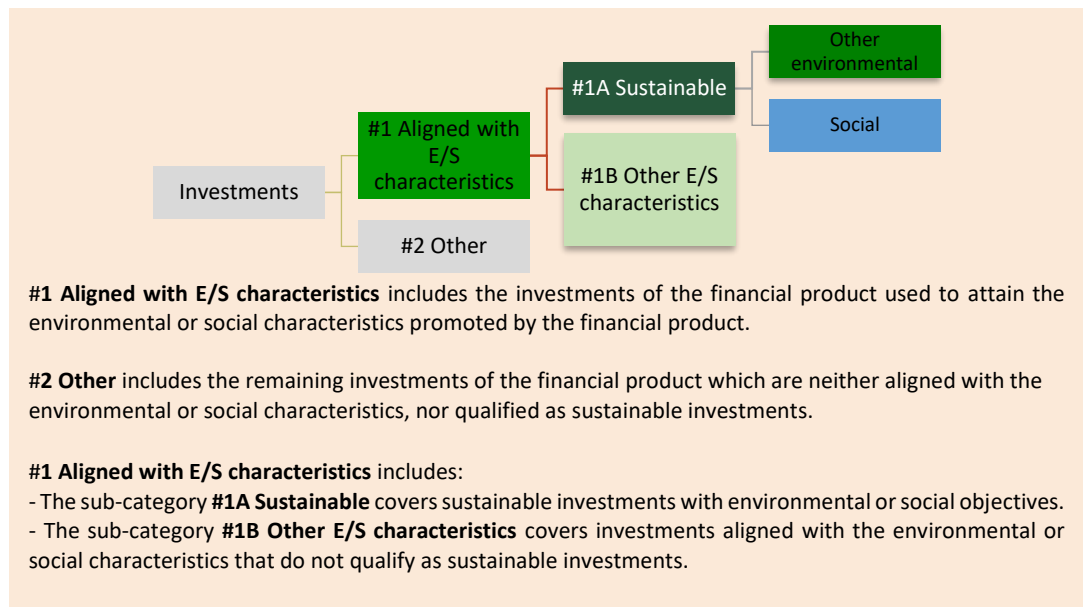 Other
environmental
#1A Sustainable
#1 Aligned with
E/S
characteristics
Social
Investments
#1B Other E/S
characteristics
#2 Other
#1 Aligned with E/S characteristics includes the investments of the financial product used to attain the
environmental or social characteristics promoted by the financial product.
#2 Other includes the remaining investments of the financial product which are neither aligned with the
environmental or social characteristics, nor qualified as sustainable investments.
#1 Aligned with E/S characteristics includes:
- The sub-category #1A Sustainable covers sustainable investments with environmental or social objectives.
- The sub-category #1B Other E/S characteristics covers investments aligned with the environmental or
social characteristics that do not qualify as sustainable investments.